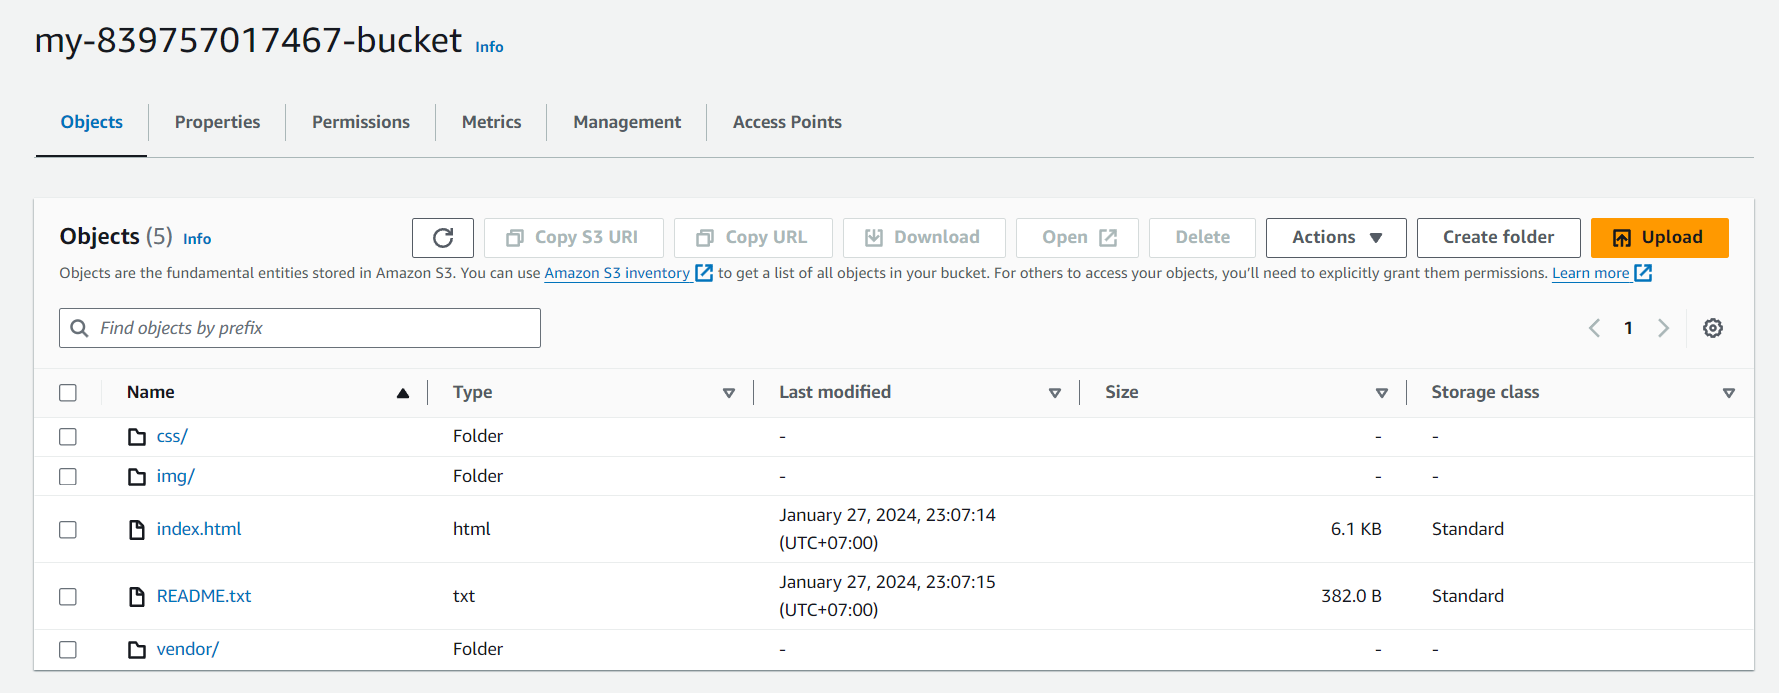 my-839757017467-bucket Info
Objects Properties Permissions Metrics Management Access Points
Objects (5) Info Copy S3 URI Copy URL Download Open Delete Actions Create folder Upload
Objects are the fundamental entities stored in Amazon S3. You can use Amazon S3 inventory to get a list of all objects in your bucket. For others to access your objects, you'll need to explicitly grant them permissions. Learn more
Find objects by prefix 1
Name Type Last modified Size Storage class
css/ Folder - - -
img/ Folder - - -
index.html html January 27, 2024, 23:07:14 6.1 KB Standard
(UTC+07:00)
README.txt txt January 27, 2024, 23:07:15 382.0 B Standard
(UTC+07:00)
vendor/ Folder - - -